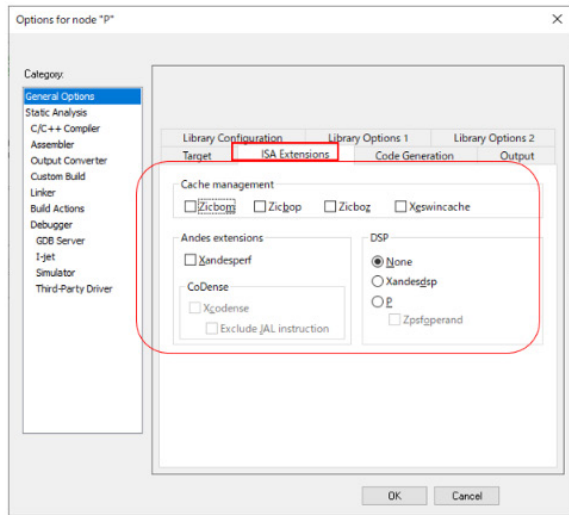 Options for node "P"
Category:
General Options
Static Analysis
C/C++ Compiler
Assembler
Output Converter
Custom Build
Linker
Build Actions
Debugger
GDB Server
I-jet
Simulator
Third-Party Driver
Library Configuration Library Options 1 Library Options 2
Target ISA Extensions Code Generation Output
Cache management
Zicbom Zicbop Zicboz Xeswincache
Andes extensions
Xandesperf
CoDense
Xcodense
Exclude JAL instruction
DSP
None
Xandesdsp
P
Zpsfoperand
OK Cancel